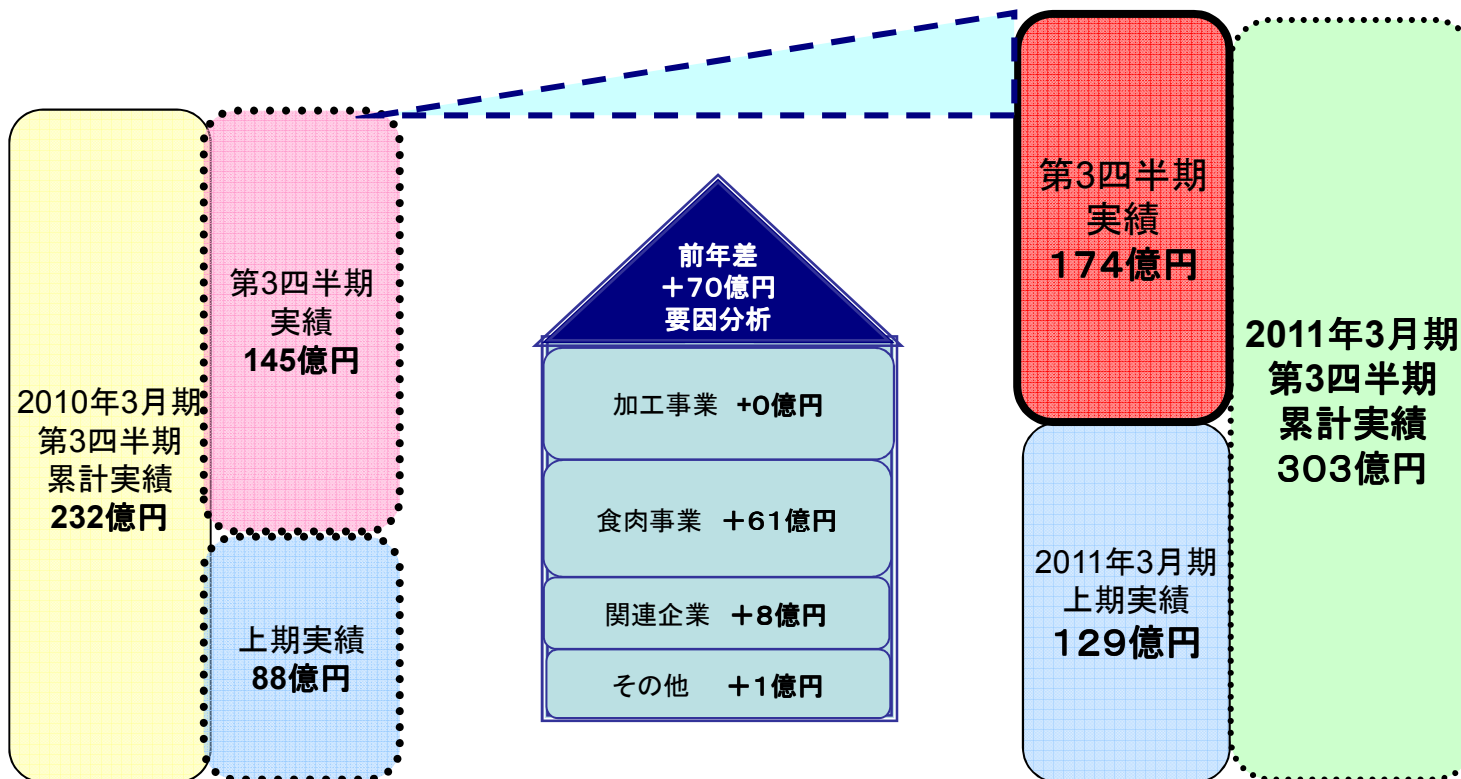 2010年3月期
第3四半期
累計実績
232億円
第3四半期
実績
145億円
上期実績
88億円
前年差
＋70億円
要因分析
加工事業 +0億円
食肉事業 ＋61億円
関連企業 ＋8億円
その他 ＋1億円
第3四半期
実績
174億円
2011年3月期
上期実績
129億円
2011年3月期
第3四半期
累計実績
303億円